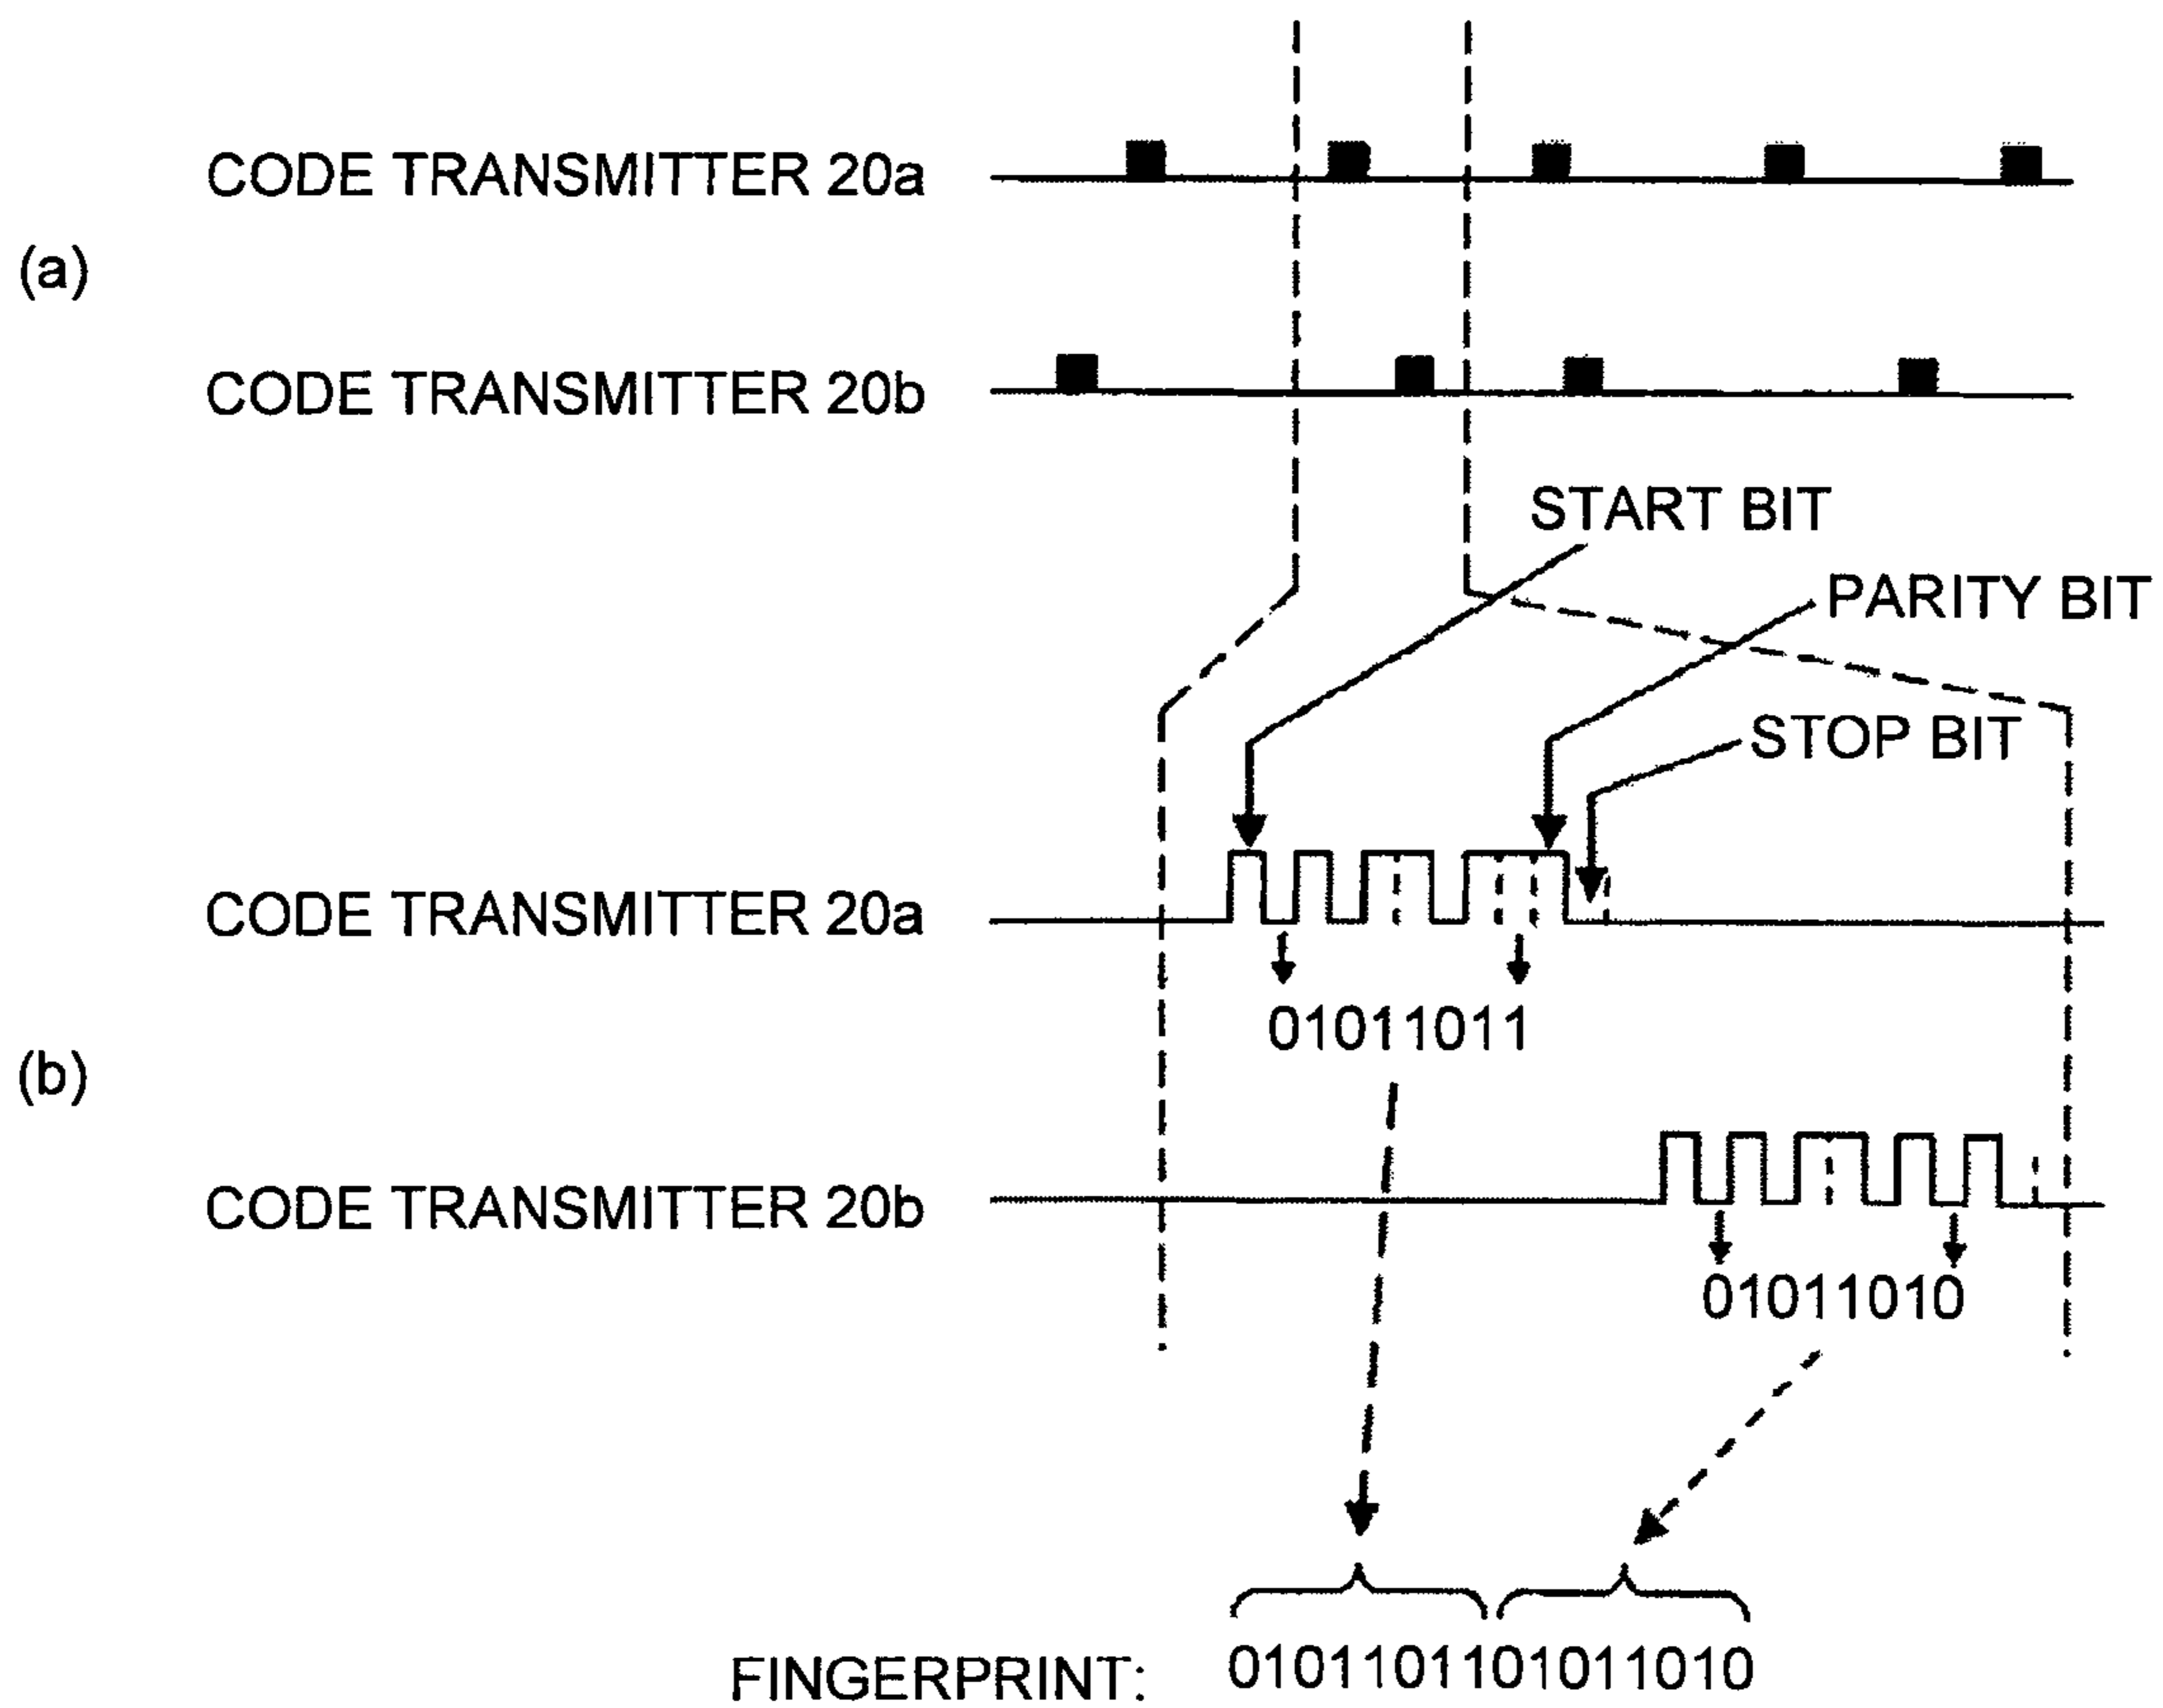 CODE TRANSMITTER 20a
(a)
CODE TRANSMITTER 20b
START BIT
PARITY BIT
STOP BIT
CODE TRANSMITTER 20a
01011011
(b)
CODE TRANSMITTER 20b
01011010
FINGERPRINT: 0101101101011010